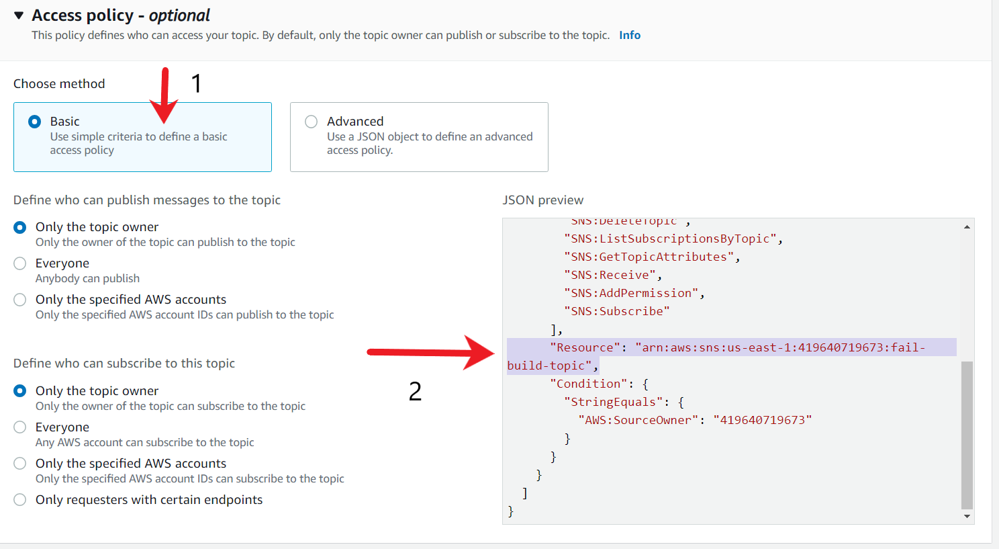 Access policy - optional
This policy defines who can access your topic. By default, only the topic owner can publish or subscribe to the topic. Info
Choose method
1
Basic
Use simple criteria to define a basic
access policy
Advanced
Use a JSON object to define an advanced
access policy.
Define who can publish messages to the topic
Only the topic owner
Only the owner of the topic can publish to the topic
Everyone
Anybody can publish
Only the specified AWS accounts
Only the specified AWS account IDs can publish to the topic
Define who can subscribe to this topic
Only the topic owner
Only the owner of the topic can subscribe to the topic
Everyone
Any AWS account can subscribe to the topic
Only the specified AWS accounts
Only the specified AWS account IDs can subscribe to the topic
Only requesters with certain endpoints
2
JSON preview
"SNS:DeleteTopic",
"SNS:ListSubscriptionsByTopic",
"SNS:GetTopicAttributes",
"SNS:Receive",
"SNS:AddPermission",
"SNS:Subscribe"
],
"Resource": "arn:aws:sns:us-east-1:419640719673:fail-
build-topic",
"Condition": {
"StringEquals": {
"AWS:SourceOwner": "419640719673"
}
}
}
]
}